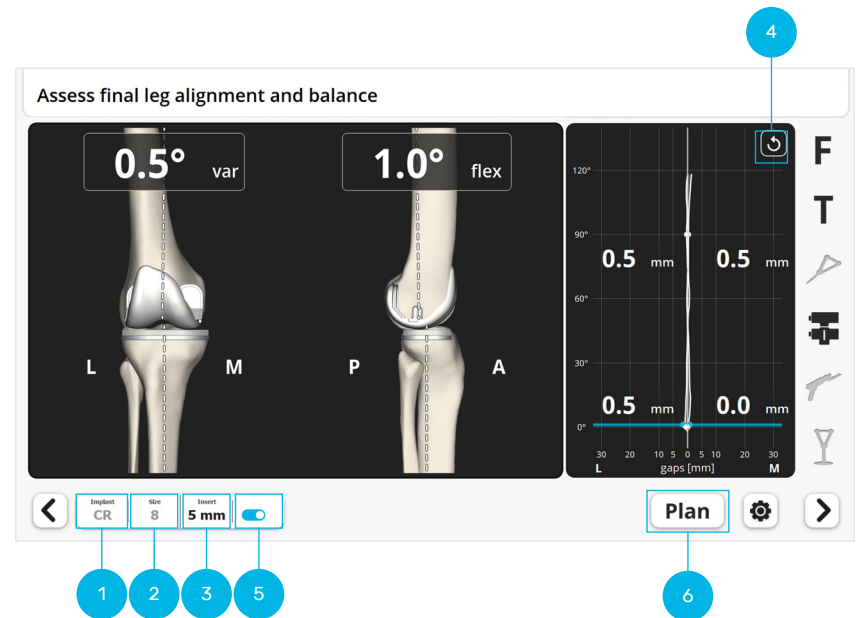 4
Assess final leg alignment and balance
0.5° var
1.0° flex
L M
P A
120°
90°
0.5 mm 0.5 mm
60°
30°
0.5 mm 0.0 mm
0°
30 20 10 5 0 5 10 20 30
L gaps [mm] M
F
T
Implant
CR
Size
8
Insert
5 mm
Plan
1 2 3 5 6